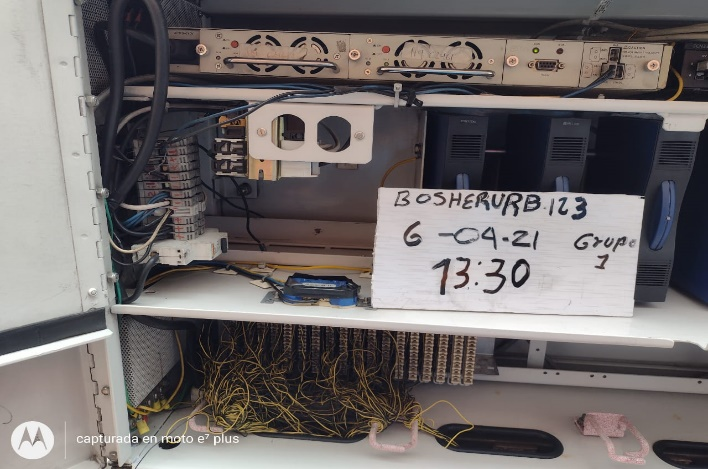 BOSHERURB.123
6 -04-21 Grupo 1
13:30
capturada en moto e⁷ plus